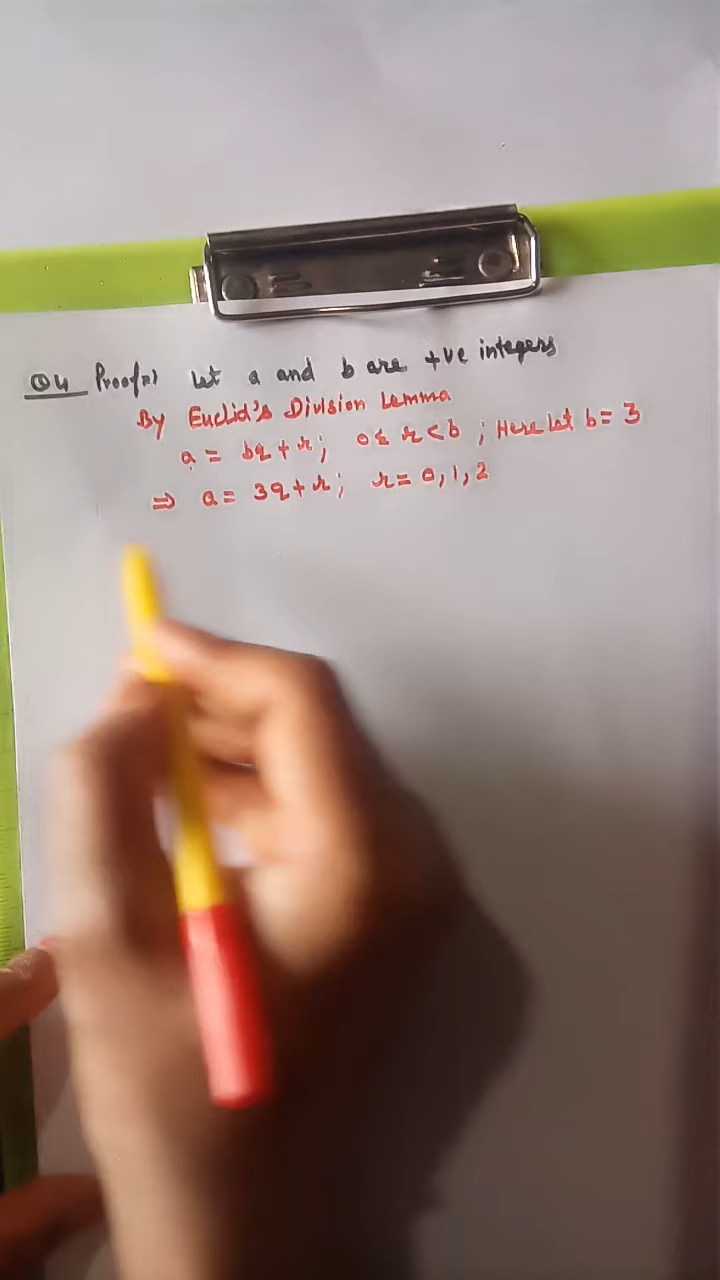 Q4 Proof(n) Let a and b are +ve integers
By Euclid's Division Lemma
a = bq + r; 0 ≤ r < b ; Here Let b = 3
⇒ a = 3q + r; r = 0, 1, 2